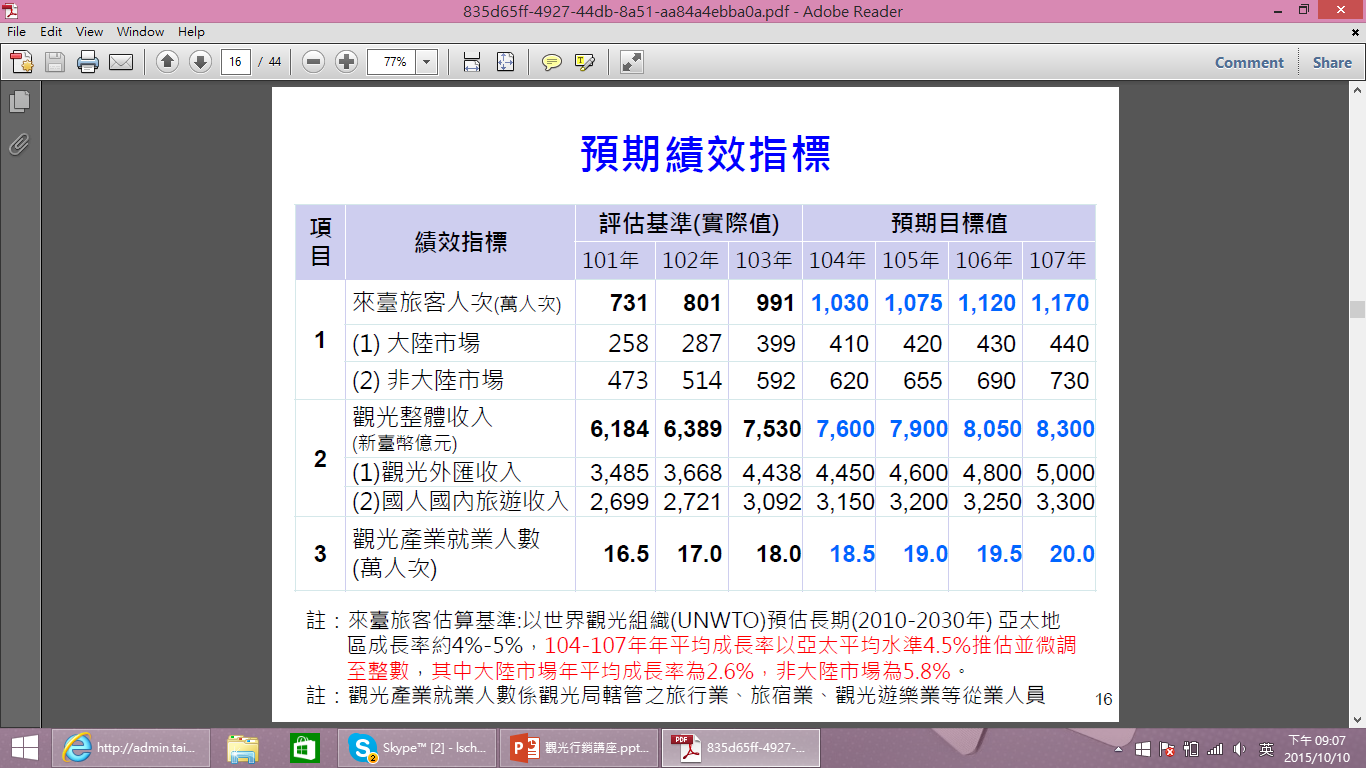 835d65ff-4927-44db-8a51-aa84a4ebba0a.pdf - Adobe Reader
File Edit View Window Help
16 / 44 77% Comment Share
預期績效指標
項目 績效指標 評估基準(實際值) 預期目標值
101年 102年 103年 104年 105年 106年 107年
1 來臺旅客人次(萬人次) 731 801 991 1,030 1,075 1,120 1,170
(1) 大陸市場 258 287 399 410 420 430 440
(2) 非大陸市場 473 514 592 620 655 690 730
2 觀光整體收入 (新臺幣億元) 6,184 6,389 7,530 7,600 7,900 8,050 8,300
(1)觀光外匯收入 3,485 3,668 4,438 4,450 4,600 4,800 5,000
(2)國人國內旅遊收入 2,699 2,721 3,092 3,150 3,200 3,250 3,300
3 觀光產業就業人數 (萬人次) 16.5 17.0 18.0 18.5 19.0 19.5 20.0
註：來臺旅客估算基準:以世界觀光組織(UNWTO)預估長期(2010-2030年) 亞太地
區成長率約4%-5%，104-107年年平均成長率以亞太平均水準4.5%推估並微調
至整數，其中大陸市場年平均成長率為2.6%，非大陸市場為5.8%。
註：觀光產業就業人數係觀光局轄管之旅行業、旅宿業、觀光遊樂業等從業人員
16
http://admin.tai... Skype™ [2] - lsch... 觀光行銷講座.ppt... 835d65ff-4927-... 英 下午 09:07
2015/10/10